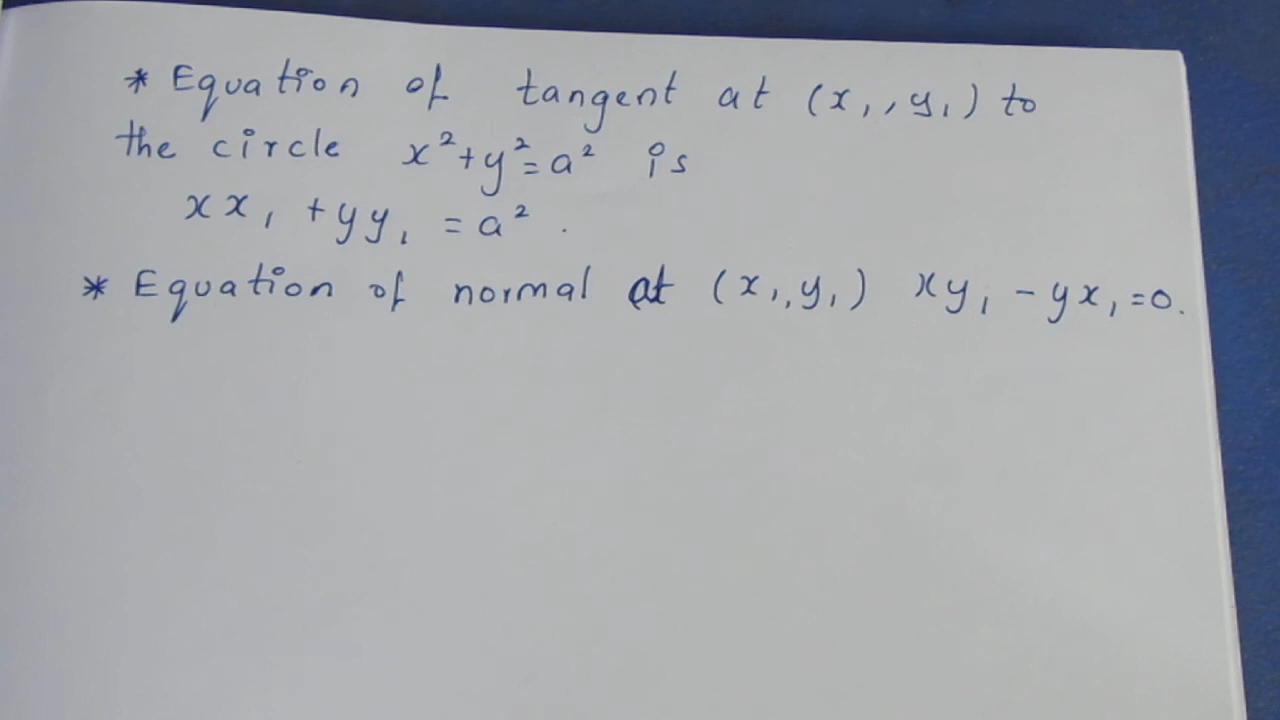 * Equation of tangent at (x₁, y₁) to
the circle x²+y²=a² is
xx₁ +yy₁ = a² .
* Equation of normal at (x₁,y₁) xy₁ - yx₁=0.